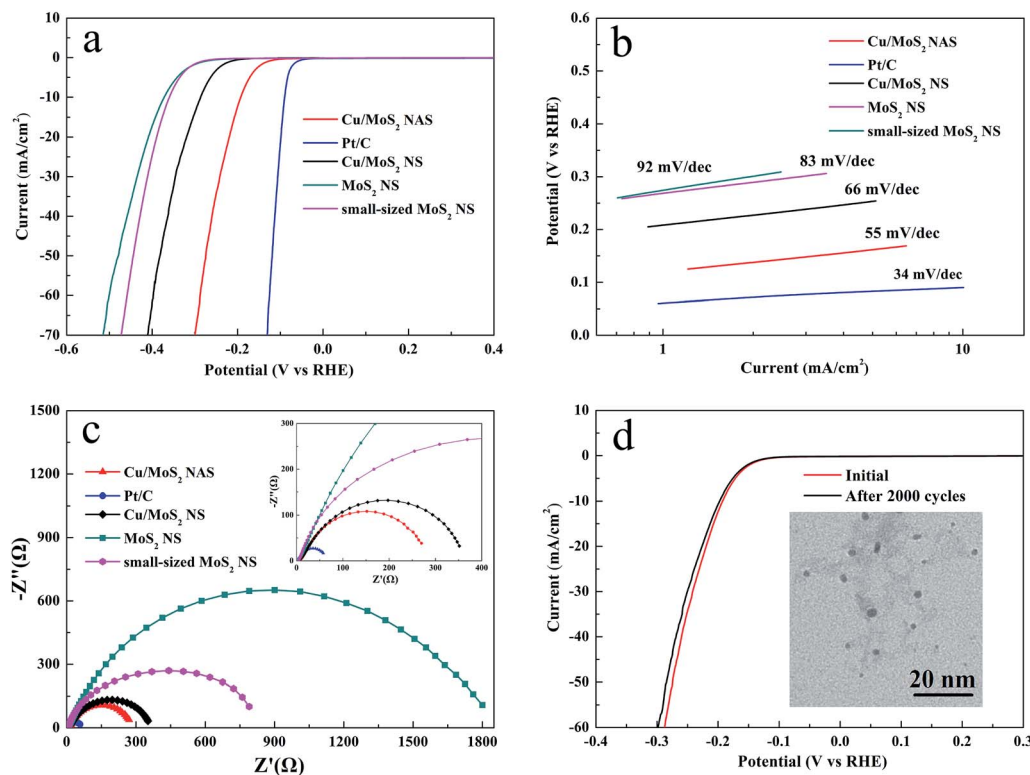 a
10
0
-10
-20
-30
-40
-50
-60
-70
Current (mA/cm²)
Cu/MoS₂ NAS
Pt/C
Cu/MoS₂ NS
MoS₂ NS
small-sized MoS₂ NS
-0.6 -0.4 -0.2 0.0 0.2 0.4
Potential (V vs RHE)
b
0.6
0.5
0.4
0.3
0.2
0.1
0.0
Potential (V vs RHE)
Cu/MoS₂ NAS
Pt/C
Cu/MoS₂ NS
MoS₂ NS
small-sized MoS₂ NS
92 mV/dec
83 mV/dec
66 mV/dec
55 mV/dec
34 mV/dec
1 10
Current (mA/cm²)
c
1500
1200
900
600
300
0
-Z''(Ω)
Cu/MoS₂ NAS
Pt/C
Cu/MoS₂ NS
MoS₂ NS
small-sized MoS₂ NS
300
200
100
0
-Z''(Ω)
0 100 200 300 400
Z'(Ω)
0 300 600 900 1200 1500 1800
Z'(Ω)
d
10
0
-10
-20
-30
-40
-50
-60
Current (mA/cm²)
Initial
After 2000 cycles
20 nm
-0.4 -0.3 -0.2 -0.1 0.0 0.1 0.2 0.3
Potential (V vs RHE)